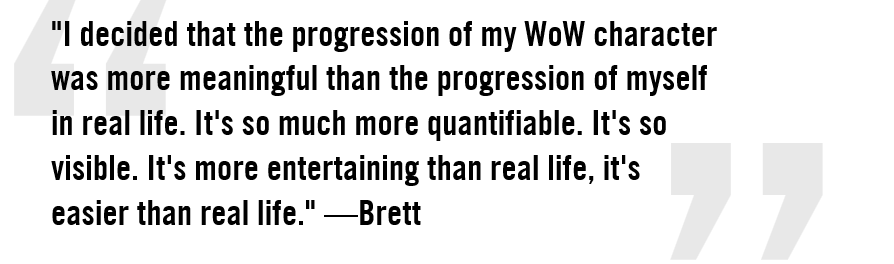 "I decided that the progression of my WoW character
was more meaningful than the progression of myself
in real life. It's so much more quantifiable. It's so
visible. It's more entertaining than real life, it's
easier than real life." —Brett